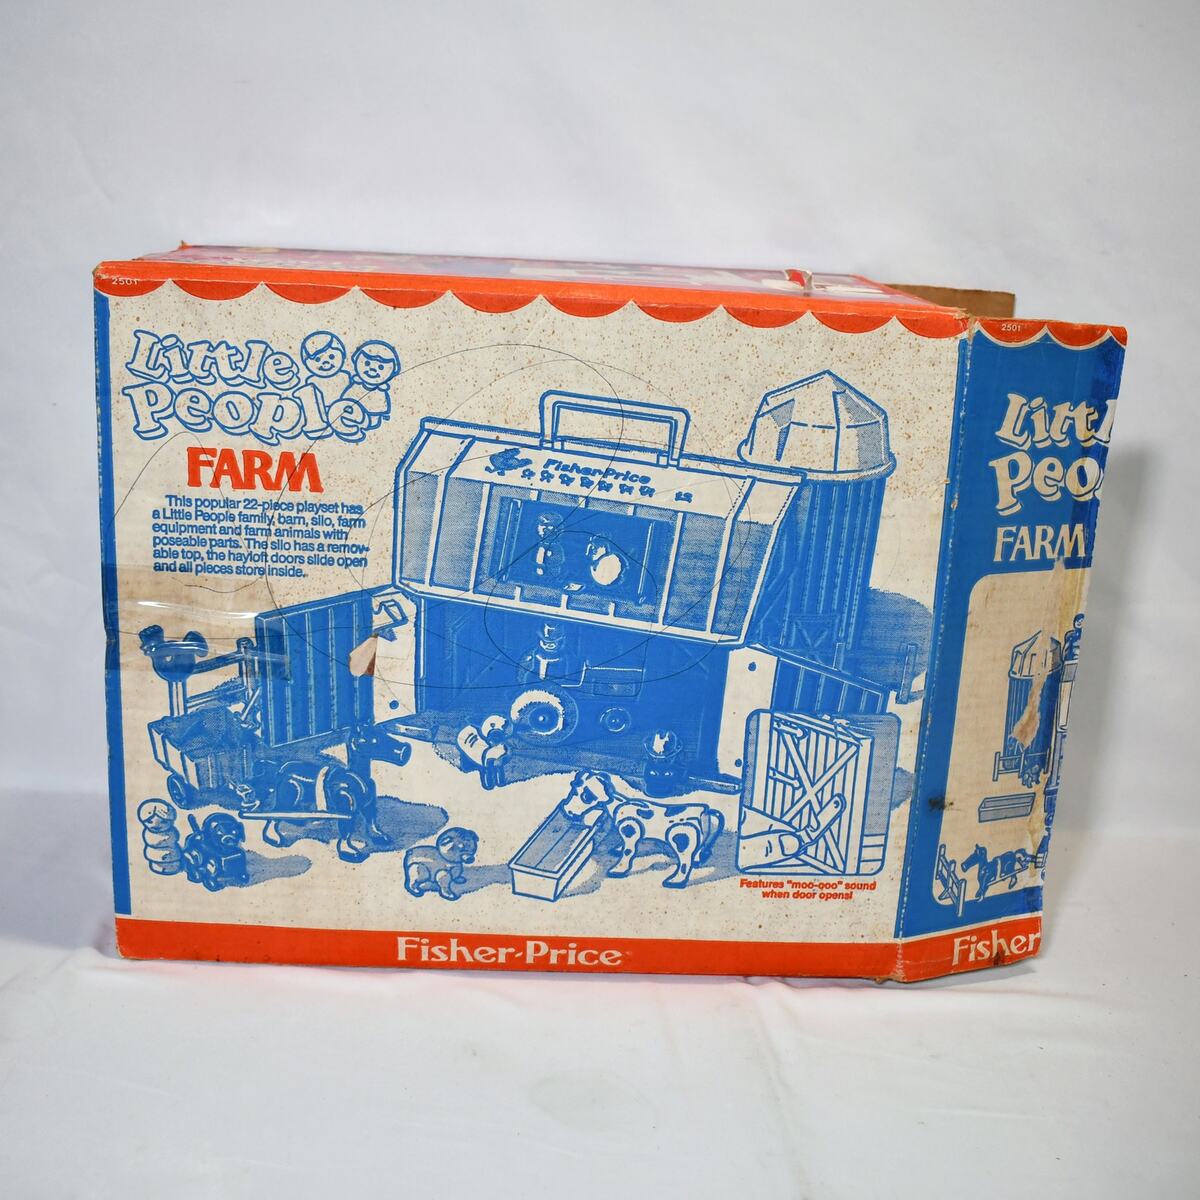 2501
Little
People
FARM
This popular 22-piece playset has
a Little People family, barn, silo, farm
equipment and farm animals with
poseable parts. The silo has a remov-
able top, the hayloft doors slide open
and all pieces store inside.
Fisher-Price
Features "moo-ooo" sound
when door opens!
Fisher-Price
2501
Littl
Peo
FARM
Fisher